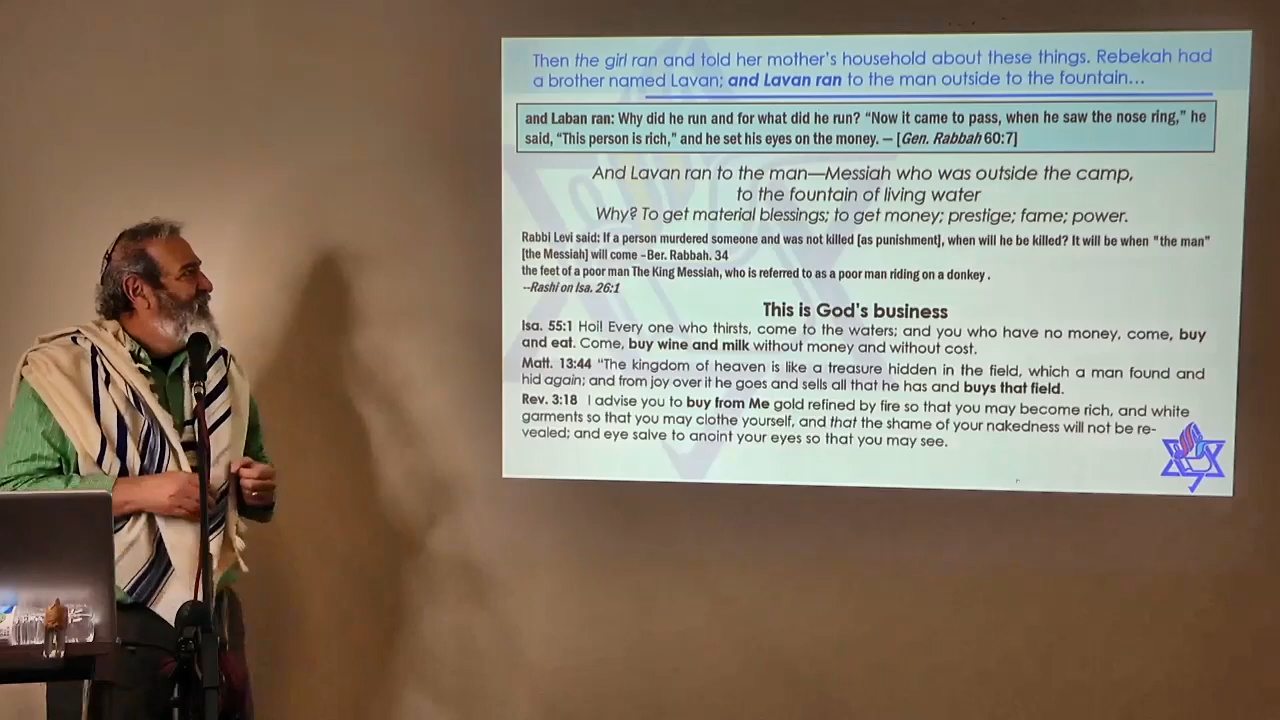 Then the girl ran and told her mother's household about these things. Rebekah had
a brother named Lavan; and Lavan ran to the man outside to the fountain…
and Laban ran: Why did he run and for what did he run? "Now it came to pass, when he saw the nose ring," he
said, "This person is rich," and he set his eyes on the money. – [Gen. Rabbah 60:7]
And Lavan ran to the man—Messiah who was outside the camp,
to the fountain of living water
Why? To get material blessings; to get money; prestige; fame; power.
Rabbi Levi said: If a person murdered someone and was not killed [as punishment], when will he be killed? It will be when "the man"
[the Messiah] will come –Ber. Rabbah. 34
the feet of a poor man The King Messiah, who is referred to as a poor man riding on a donkey .
--Rashi on Isa. 26:1
This is God's business
Isa. 55:1 Hoi! Every one who thirsts, come to the waters; and you who have no money, come, buy
and eat. Come, buy wine and milk without money and without cost.
Matt. 13:44 "The kingdom of heaven is like a treasure hidden in the field, which a man found and
hid again; and from joy over it he goes and sells all that he has and buys that field.
Rev. 3:18 I advise you to buy from Me gold refined by fire so that you may become rich, and white
garments so that you may clothe yourself, and that the shame of your nakedness will not be re-
vealed; and eye salve to anoint your eyes so that you may see.